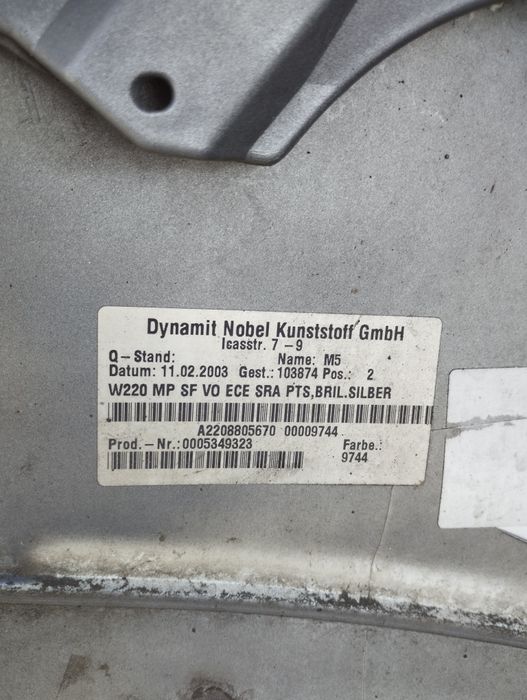 Dynamit Nobel Kunststoff GmbH
Icasstr. 7 – 9
Q – Stand: Name: M5
Datum: 11.02.2003 Gest.: 103874 Pos.: 2
W220 MP SF VO ECE SRA PTS,BRIL.SILBER
A2208805670 00009744
Prod. – Nr.:0005349323 Farbe.:
9744